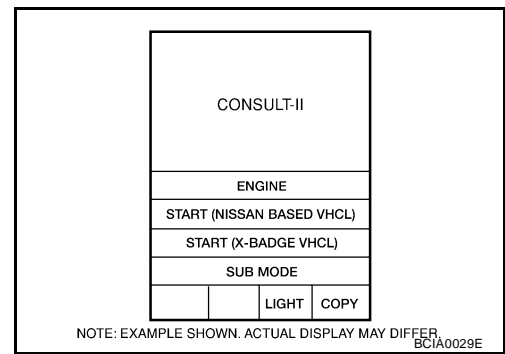 CONSULT-II
ENGINE
START (NISSAN BASED VHCL)
START (X-BADGE VHCL)
SUB MODE
LIGHT COPY
NOTE: EXAMPLE SHOWN. ACTUAL DISPLAY MAY DIFFER.
BCIA0029E